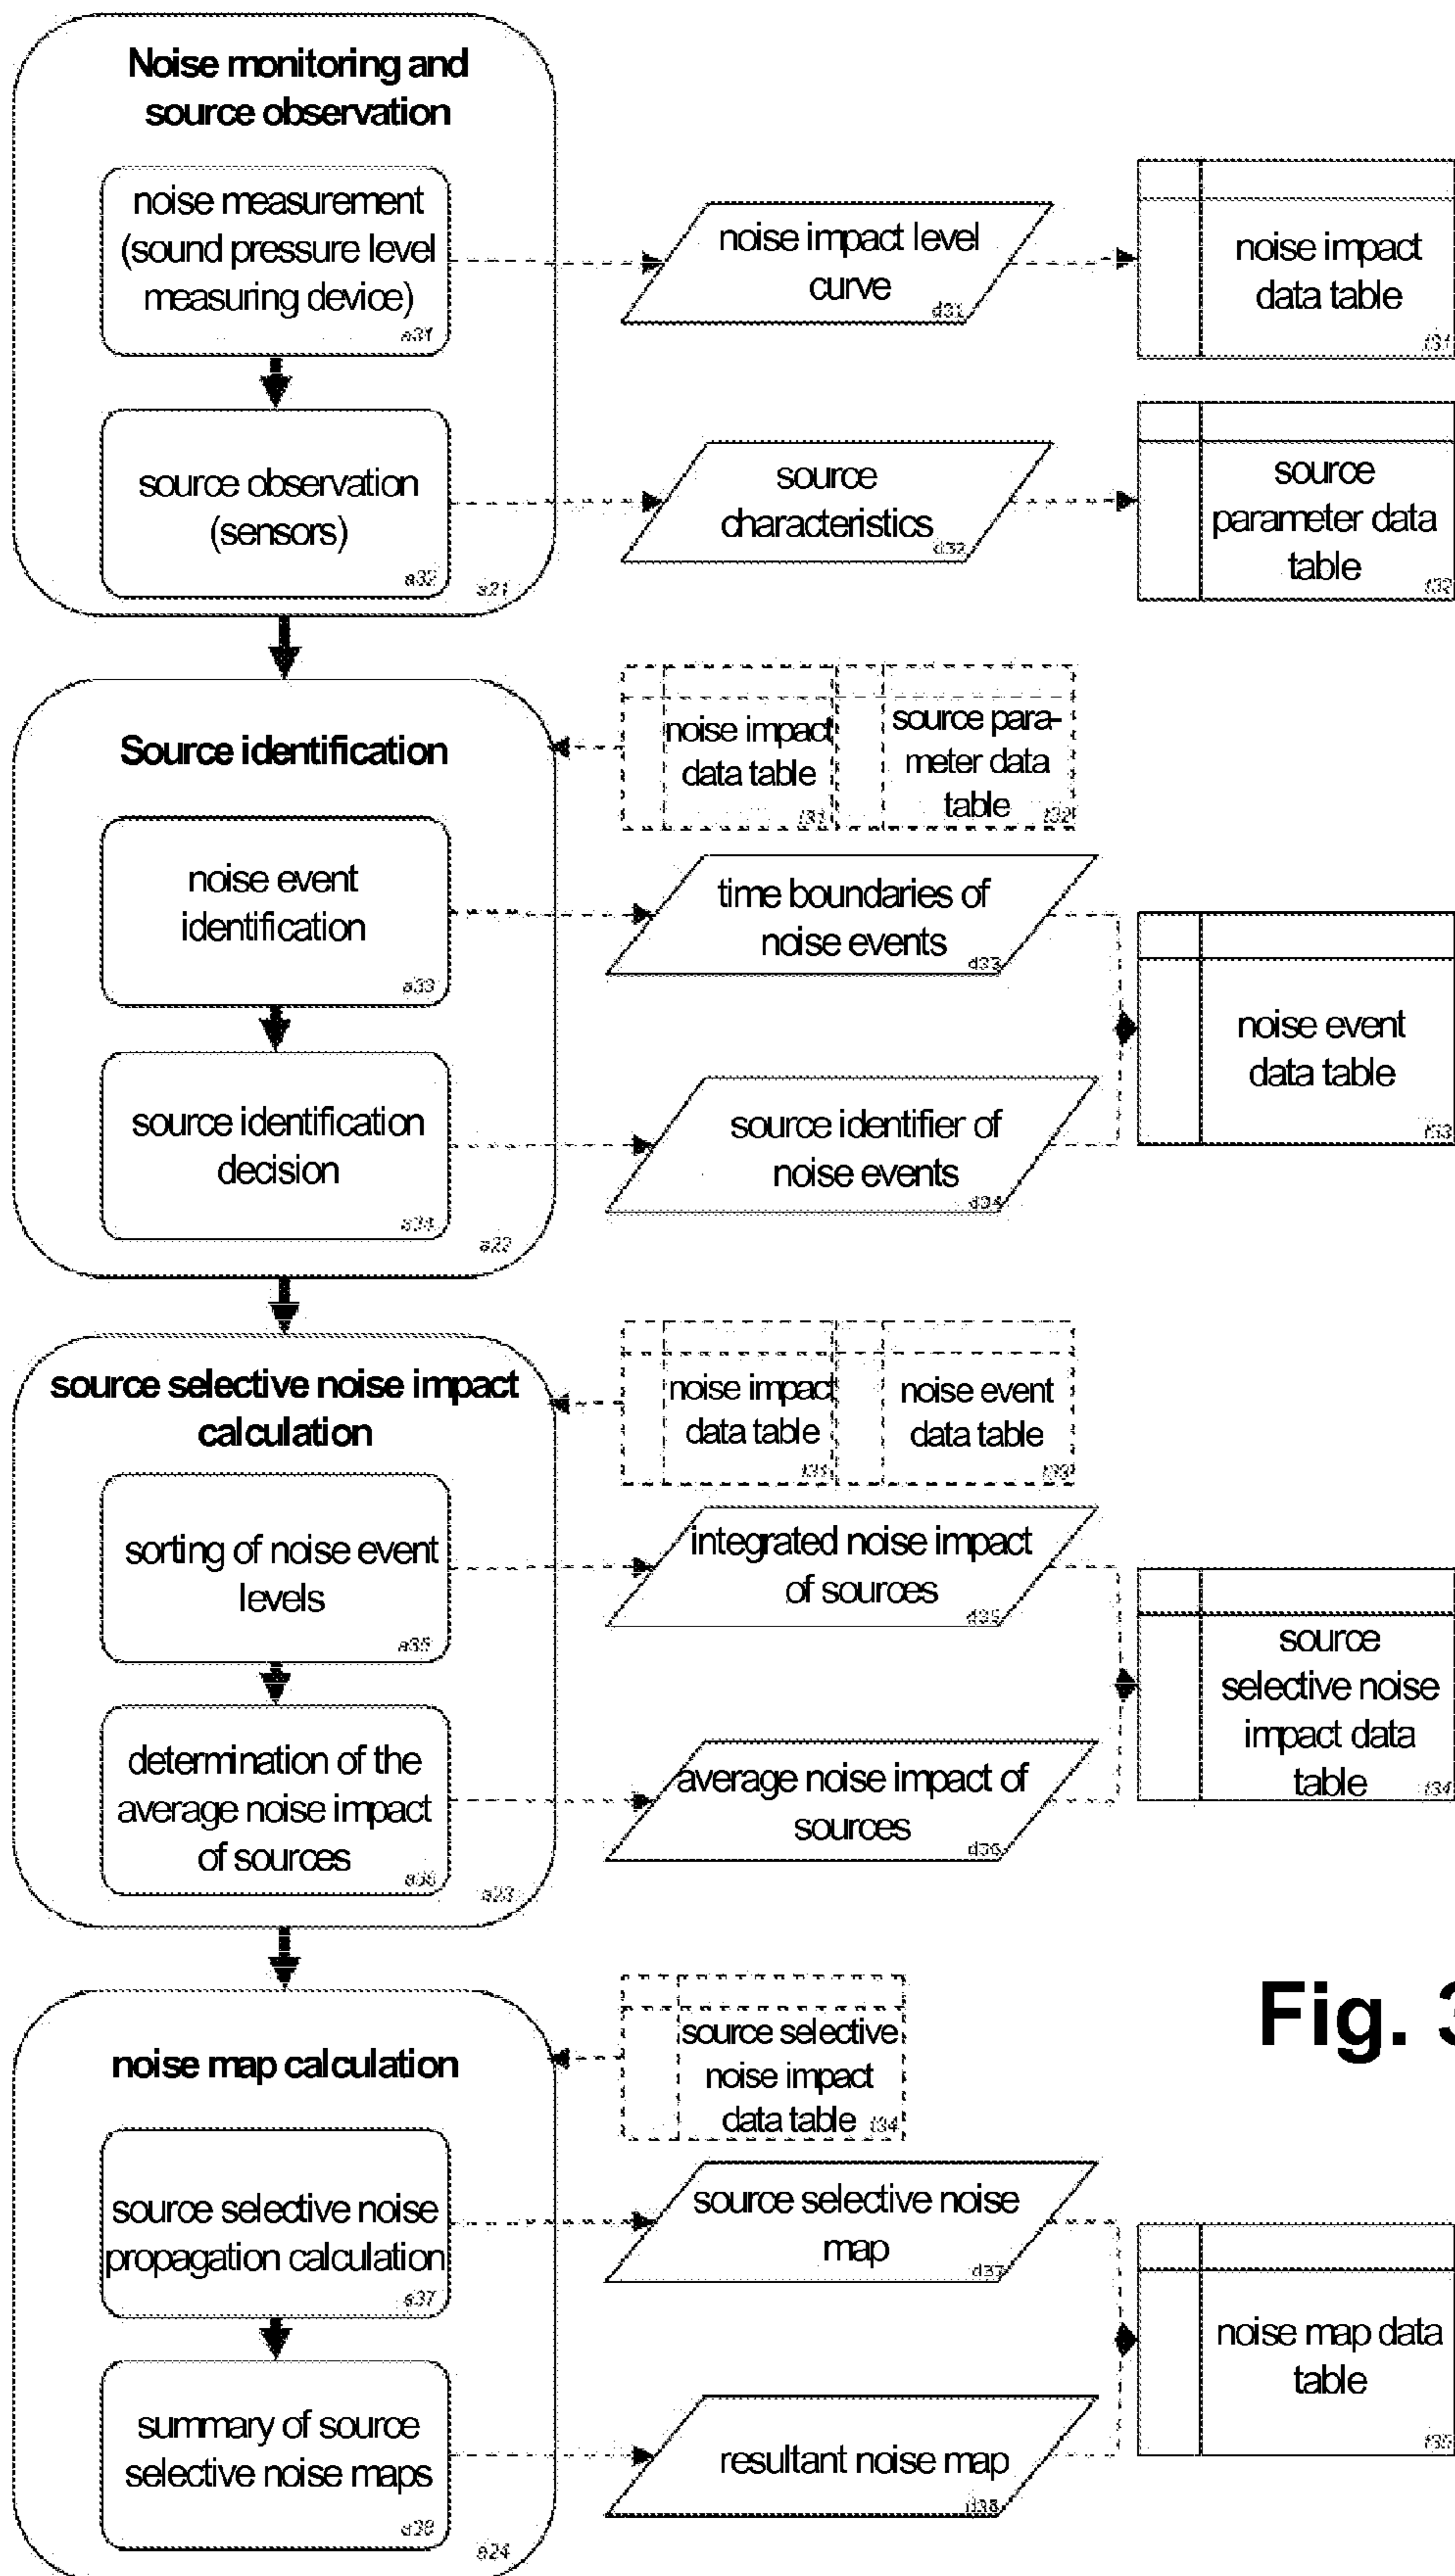 Noise monitoring and
source observation
noise measurement
(sound pressure level
measuring device)
a31
noise impact level
curve
d31
noise impact
data table
t31
source observation
(sensors)
a32
a21
source
characteristics
d32
source
parameter data
table
t32
Source identification
noise impact
data table
t31
source para-
meter data
table
t32
noise event
identification
a33
time boundaries of
noise events
d33
noise event
data table
t33
source identification
decision
a34
a22
source identifier of
noise events
d34
source selective noise impact
calculation
noise impact
data table
t31
noise event
data table
t33
sorting of noise event
levels
a35
integrated noise impact
of sources
d35
source
selective noise
impact data
table
t34
determination of the
average noise impact
of sources
a36
a23
average noise impact of
sources
d36
Fig. 3
noise map calculation
source selective
noise impact
data table
t34
source selective noise
propagation calculation
a37
source selective noise
map
d37
noise map data
table
t35
summary of source
selective noise maps
a38
a24
resultant noise map
d38